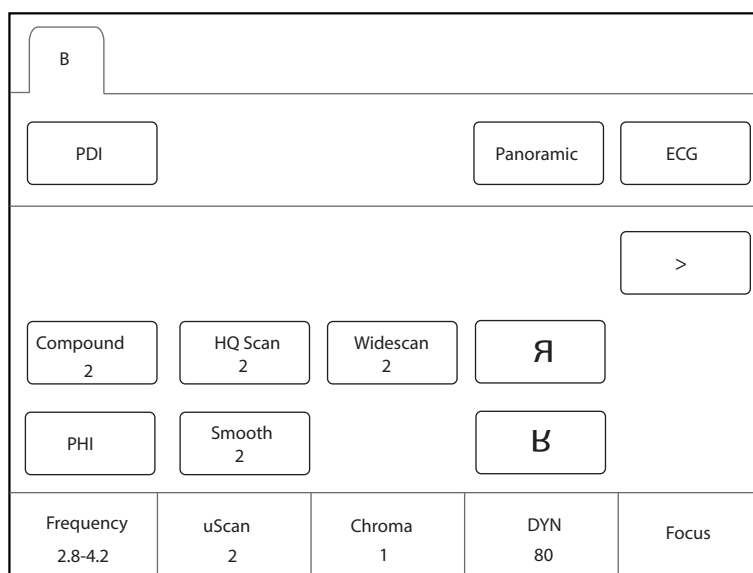 B
PDI
Panoramic
ECG
>
Compound
2
HQ Scan
2
Widescan
2
Я
PHI
Smooth
2
ʁ
Frequency
2.8-4.2
uScan
2
Chroma
1
DYN
80
Focus